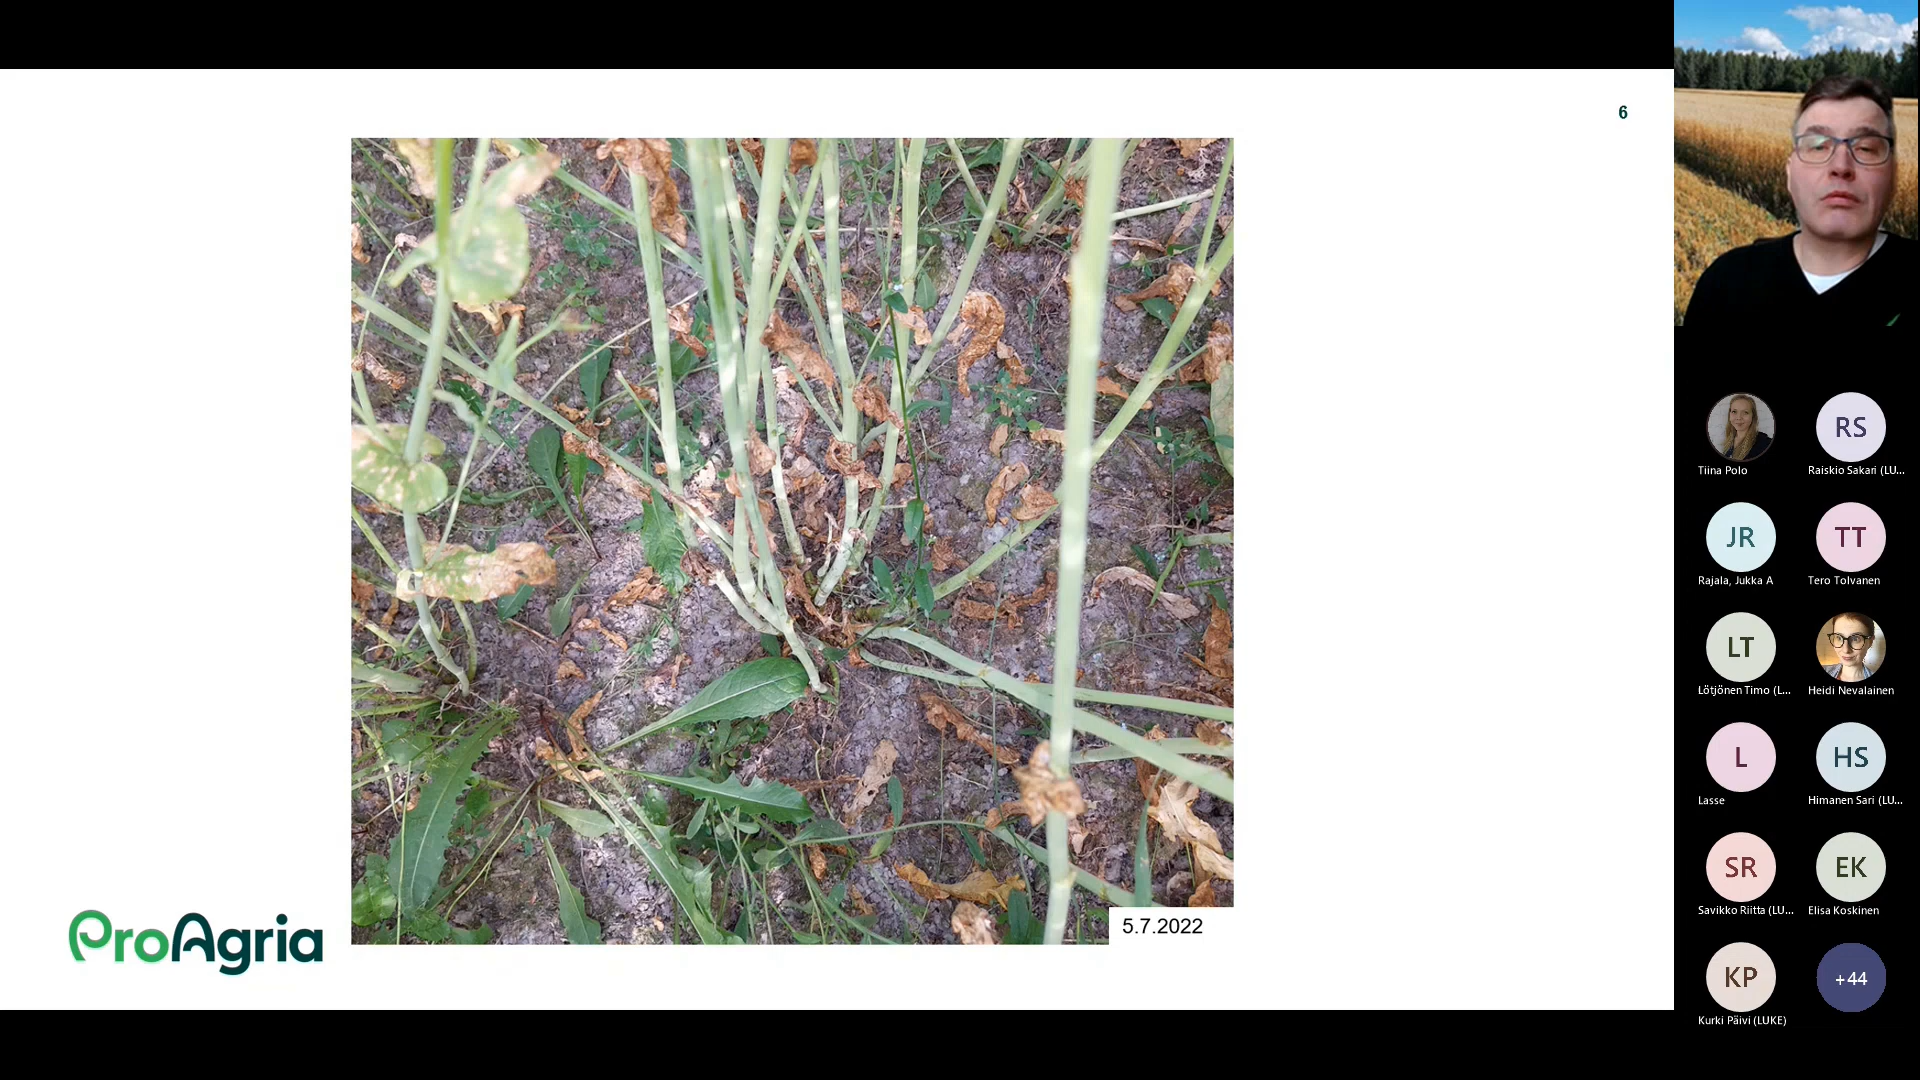 6
5.7.2022
ProAgria
Tiina Polo
RS
Raiskio Sakari (LU...
JR
Rajala, Jukka A
TT
Tero Tolvanen
LT
Lötjönen Timo (L...
Heidi Nevalainen
L
Lasse
HS
Himanen Sari (LU...
SR
Savikko Riitta (LU...
EK
Elisa Koskinen
KP
Kurki Päivi (LUKE)
+44